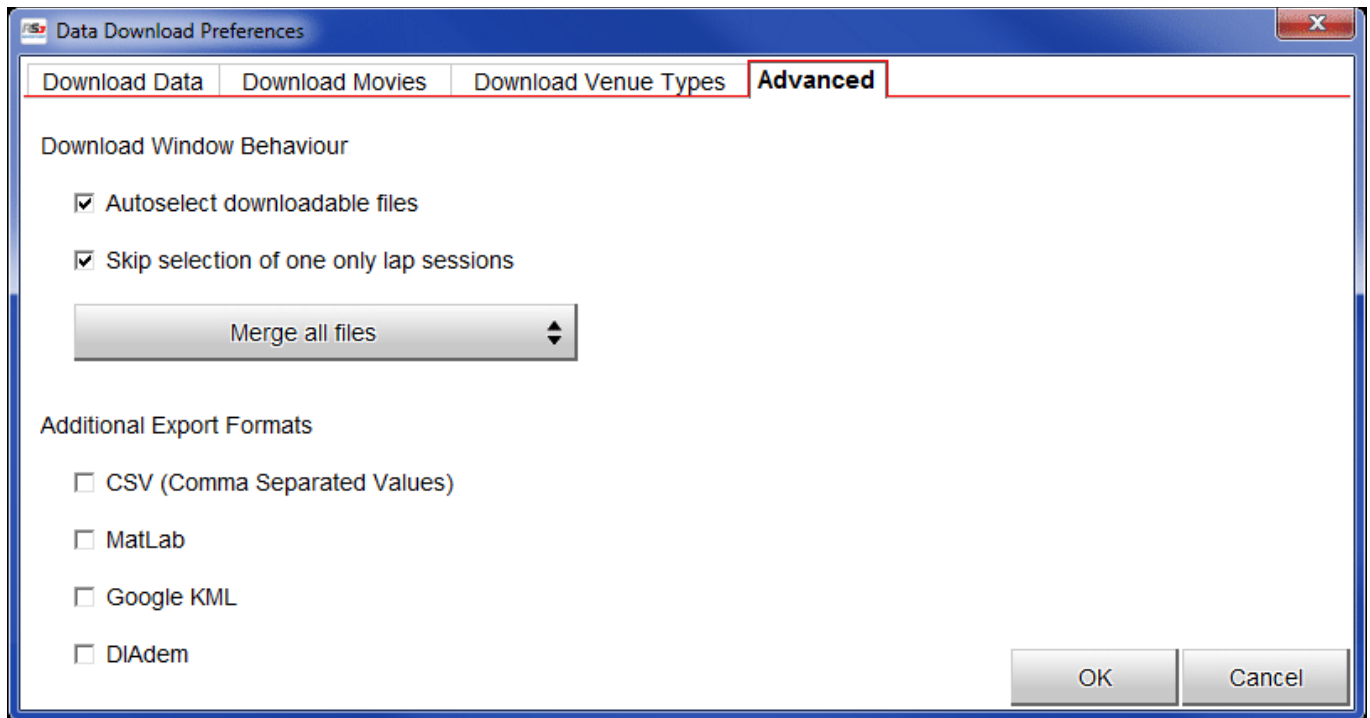 Data Download Preferences
Download Data Download Movies Download Venue Types Advanced
Download Window Behaviour
Autoselect downloadable files
Skip selection of one only lap sessions
Merge all files
Additional Export Formats
CSV (Comma Separated Values)
MatLab
Google KML
DIAdem
OK Cancel